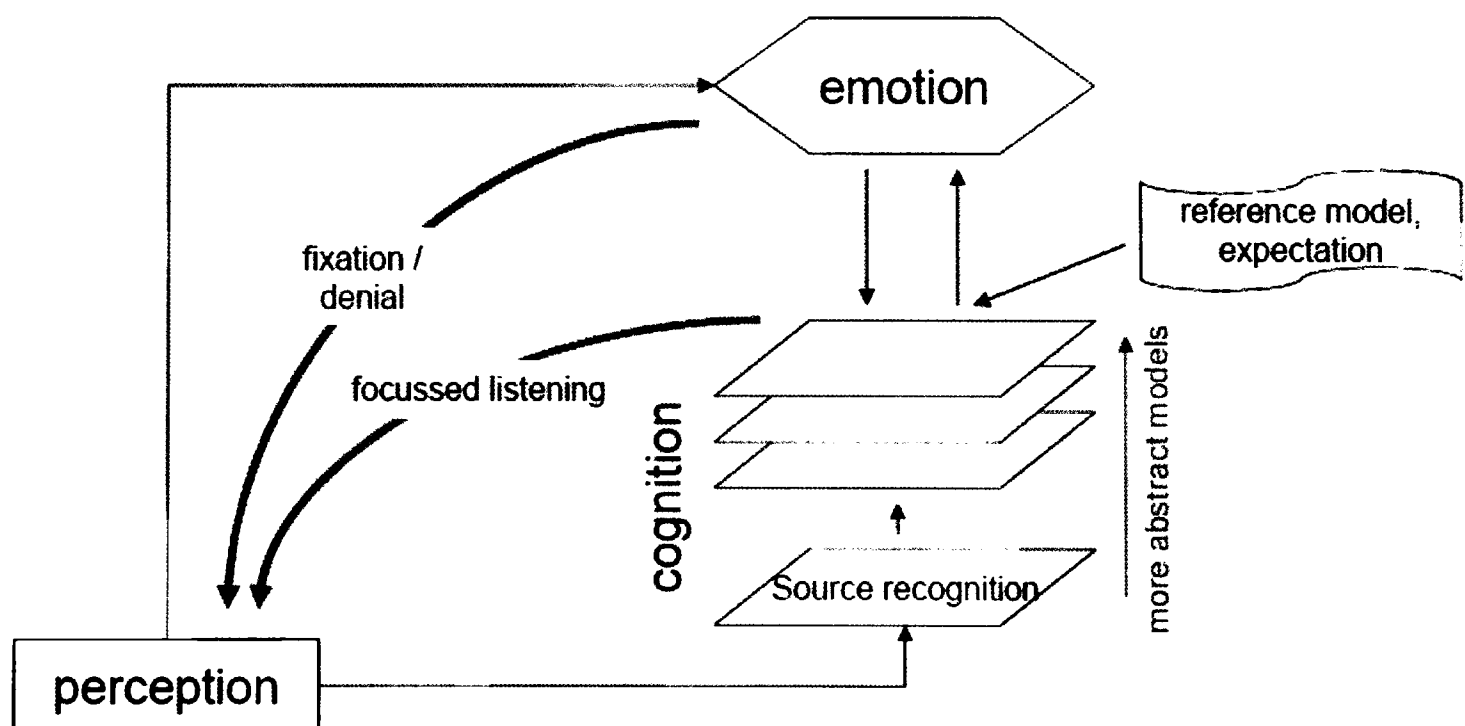 emotion
reference model,
expectation
fixation /
denial
focussed listening
cognition
more abstract models
Source recognition
perception